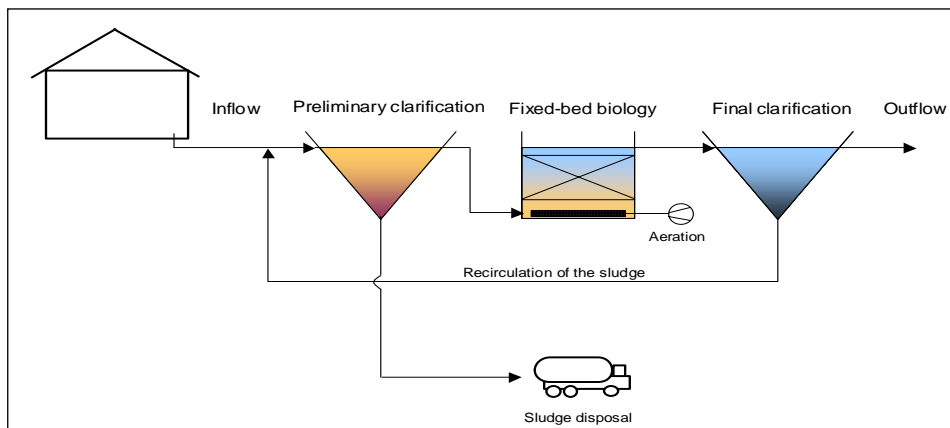 Inflow
Preliminary clarification
Fixed-bed biology
Final clarification
Outflow
Aeration
Recirculation of the sludge
Sludge disposal